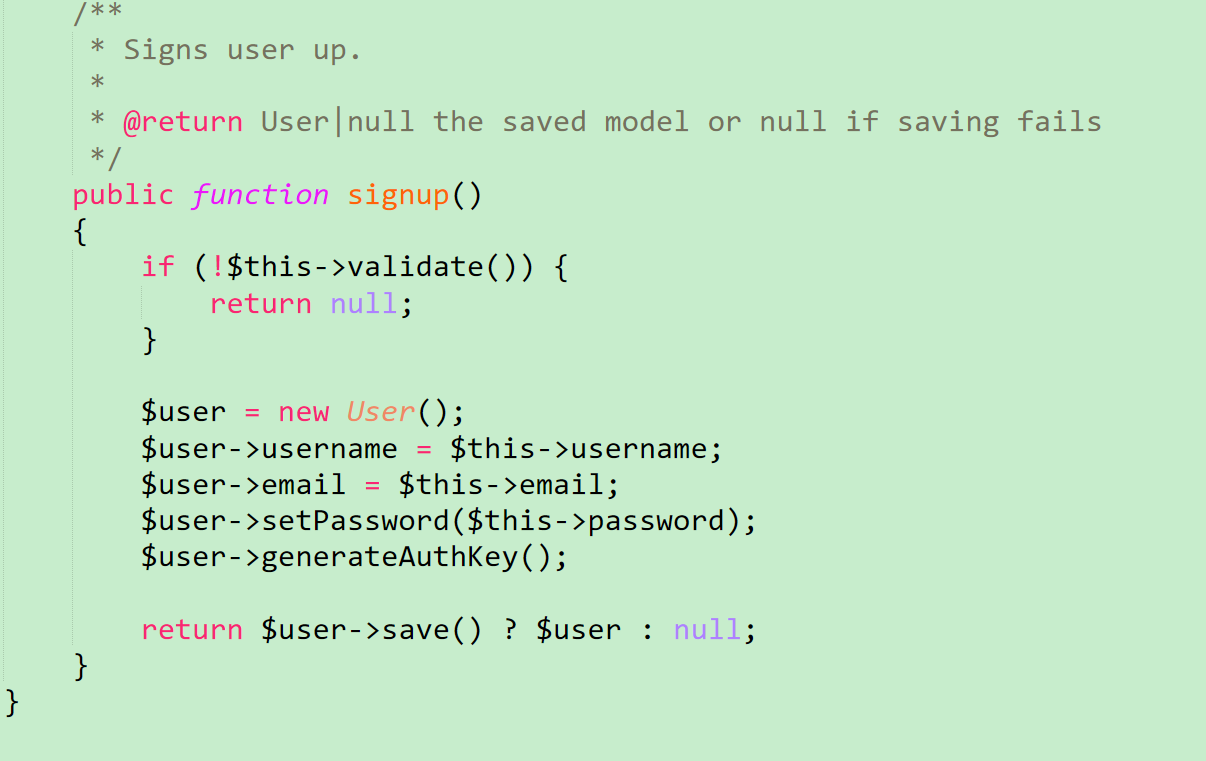 /**
* Signs user up.
*
* @return User|null the saved model or null if saving fails
*/
public function signup()
{
if (!$this->validate()) {
return null;
}
$user = new User();
$user->username = $this->username;
$user->email = $this->email;
$user->setPassword($this->password);
$user->generateAuthKey();
return $user->save() ? $user : null;
}
}